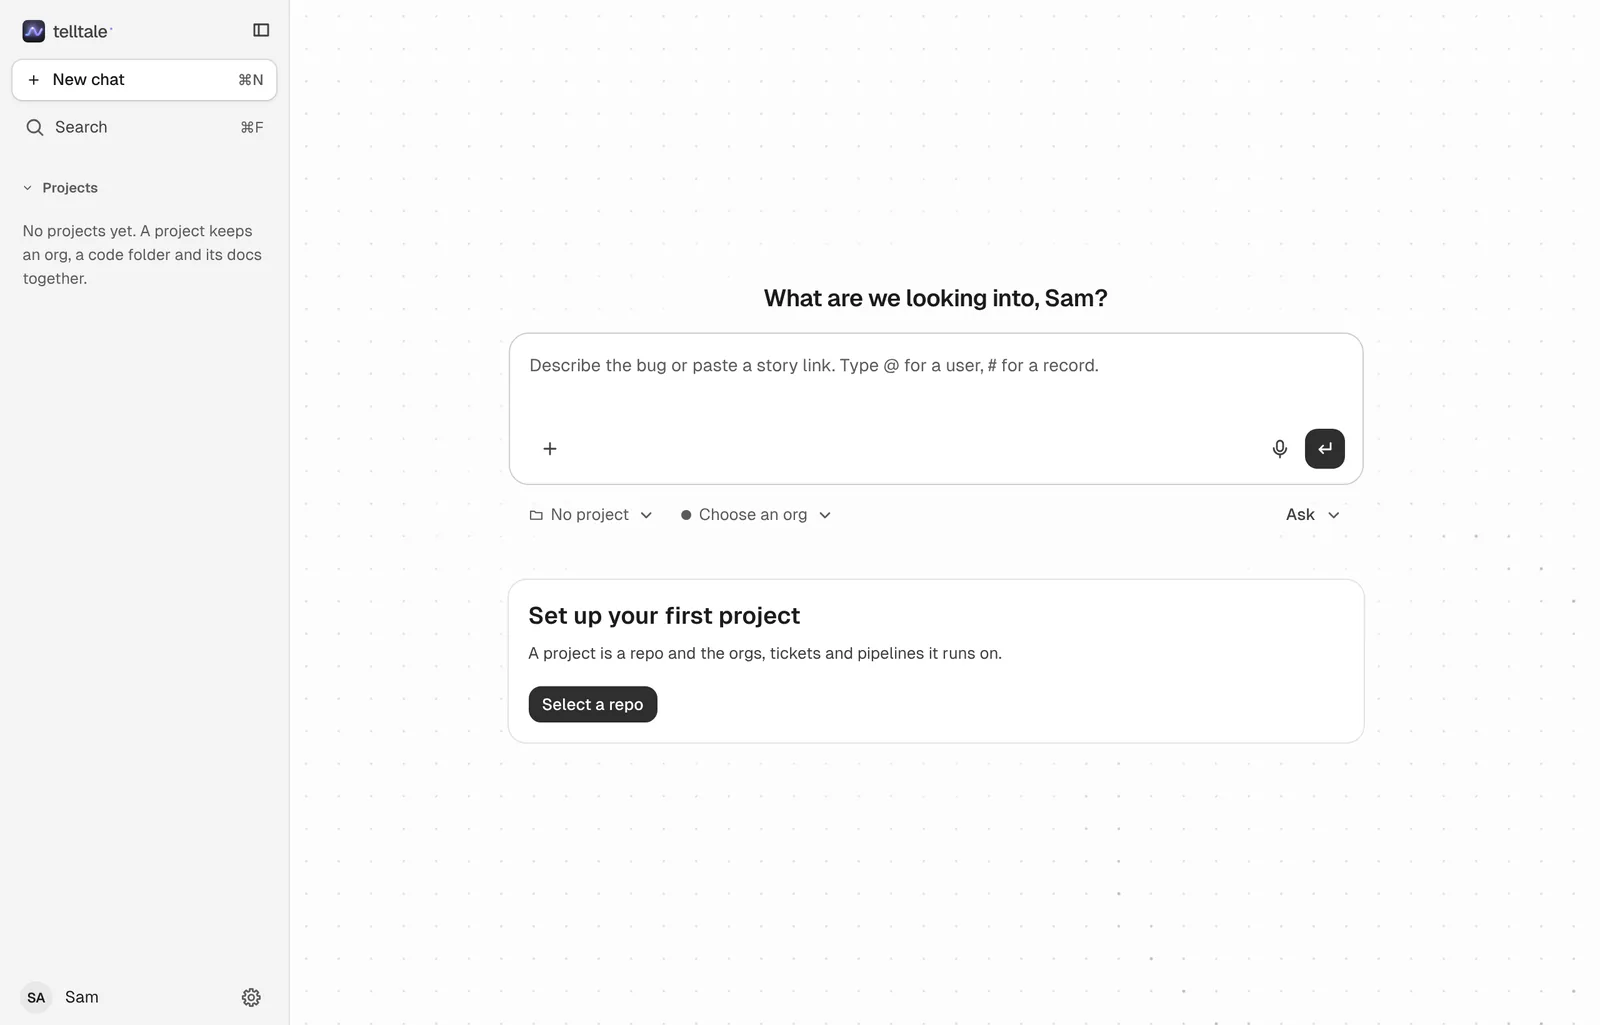 telltale
New chat ⌘N
Search ⌘F
Projects
No projects yet. A project keeps
an org, a code folder and its docs
together.
What are we looking into, Sam?
Describe the bug or paste a story link. Type @ for a user, # for a record.
No project
Choose an org
Ask
Set up your first project
A project is a repo and the orgs, tickets and pipelines it runs on.
Select a repo
SA Sam